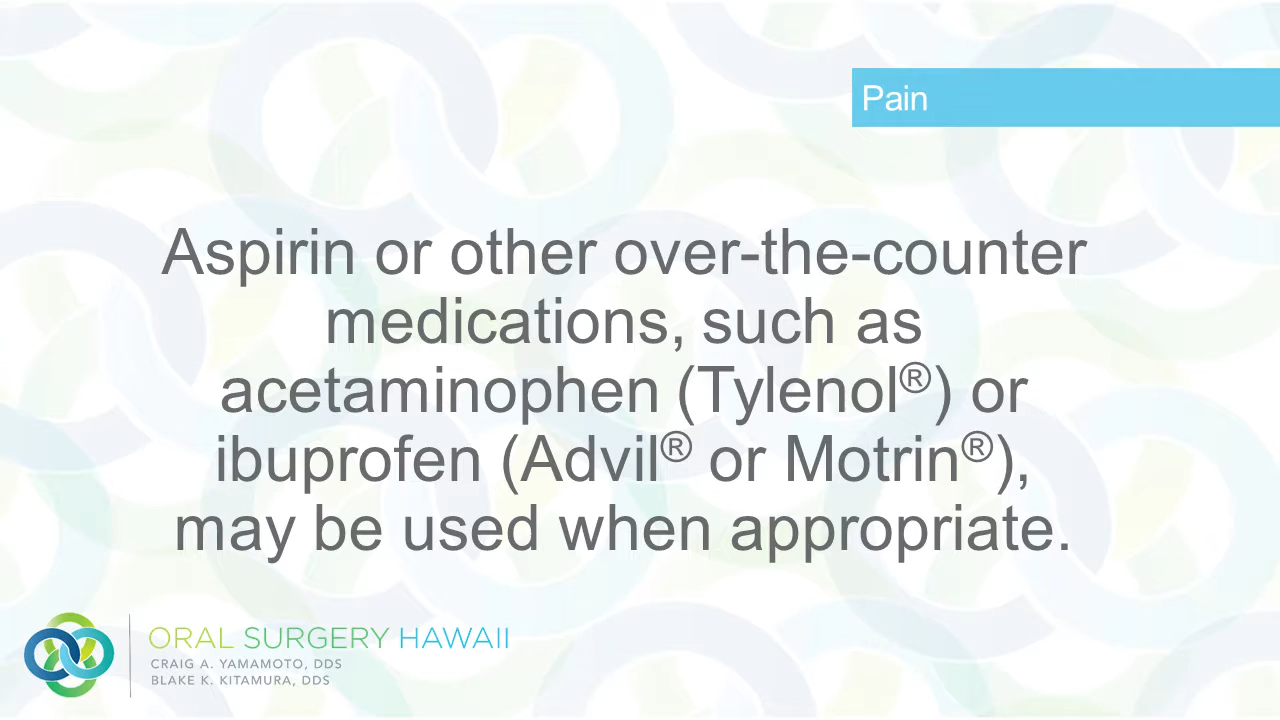 Pain
Aspirin or other over-the-counter
medications, such as
acetaminophen (Tylenol®) or
ibuprofen (Advil® or Motrin®),
may be used when appropriate.
ORAL SURGERY HAWAII
CRAIG A. YAMAMOTO, DDS
BLAKE K. KITAMURA, DDS